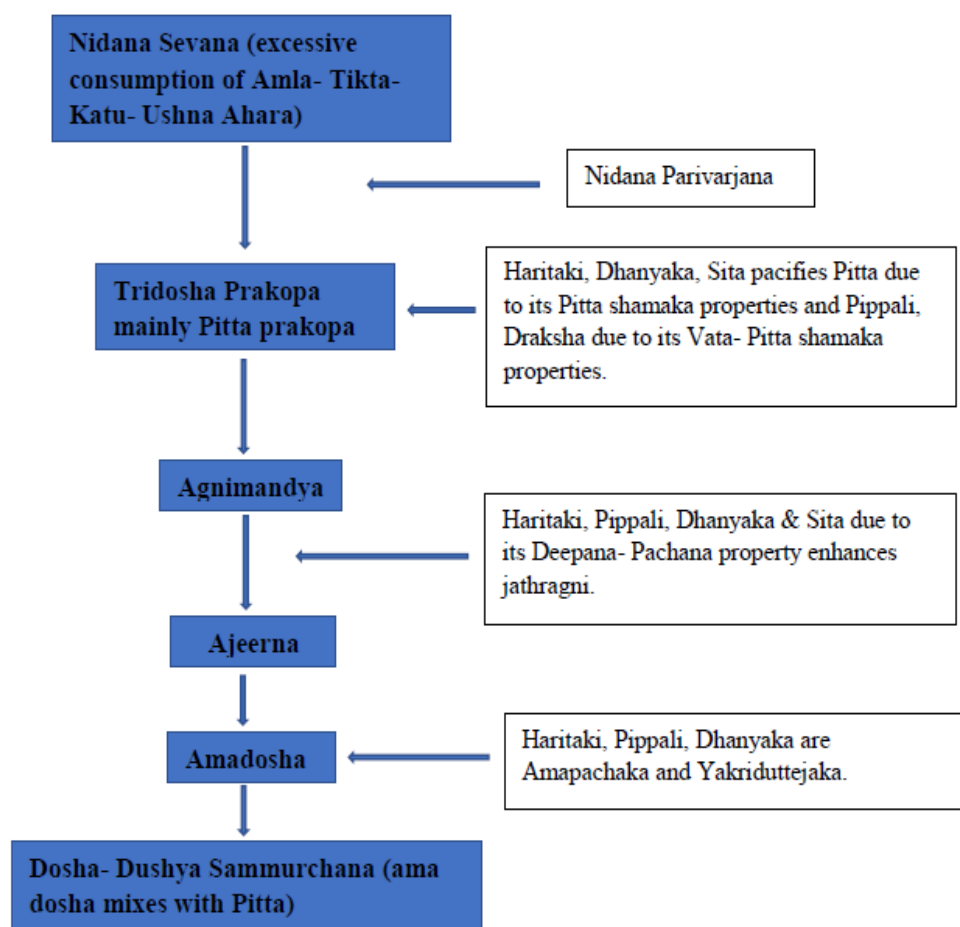 Nidana Sevana (excessive
consumption of Amla- Tikta-
Katu- Ushna Ahara)
Nidana Parivarjana
Tridosha Prakopa
mainly Pitta prakopa
Haritaki, Dhanyaka, Sita pacifies Pitta due
to its Pitta shamaka properties and Pippali,
Draksha due to its Vata- Pitta shamaka
properties.
Agnimandya
Haritaki, Pippali, Dhanyaka & Sita due to
its Deepana- Pachana property enhances
jathragni.
Ajeerna
Amadosha
Haritaki, Pippali, Dhanyaka are
Amapachaka and Yakriduttejaka.
Dosha- Dushya Sammurchana (ama
dosha mixes with Pitta)